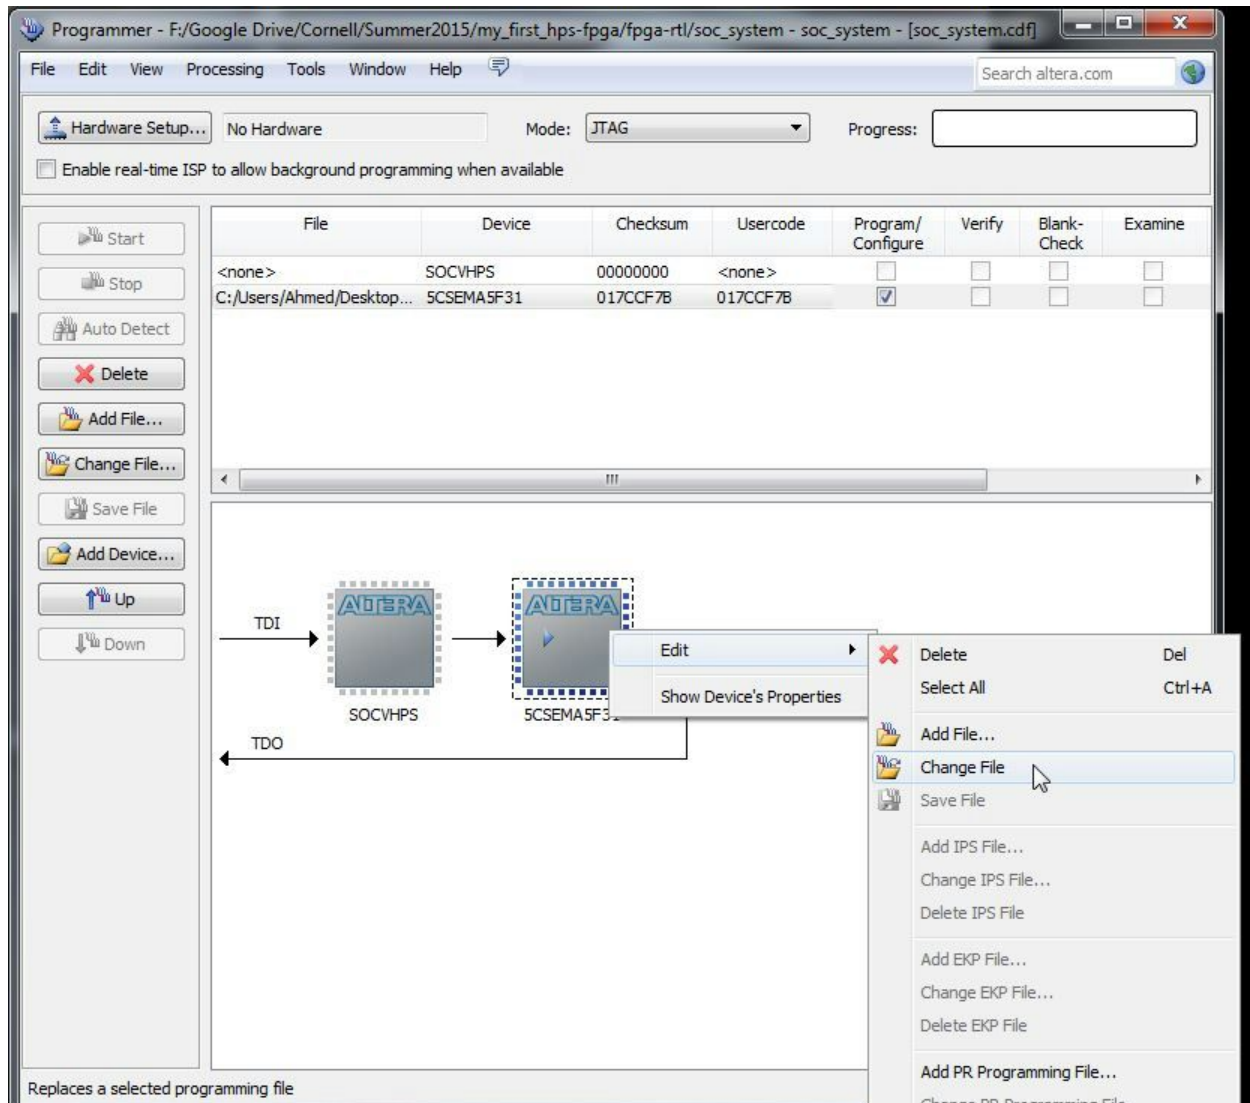 Programmer - F:/Google Drive/Cornell/Summer2015/my_first_hps-fpga/fpga-rtl/soc_system - soc_system - [soc_system.cdf]
File Edit View Processing Tools Window Help
Search altera.com
Hardware Setup... No Hardware Mode: JTAG Progress:
Enable real-time ISP to allow background programming when available
Start
Stop
Auto Detect
Delete
Add File...
Change File...
Save File
Add Device...
Up
Down
File Device Checksum Usercode Program/Configure Verify Blank-Check Examine
<none> SOCVHPS 00000000 <none>
C:/Users/Ahmed/Desktop... 5CSEMA5F31 017CCF7B 017CCF7B
TDI
ALTERA
ALTERA
SOCVHPS
5CSEMA5F31
TDO
Edit
Show Device's Properties
Delete Del
Select All Ctrl+A
Add File...
Change File
Save File
Add IPS File...
Change IPS File...
Delete IPS File
Add EKP File...
Change EKP File...
Delete EKP File
Add PR Programming File...
Change PR Programming File
Replaces a selected programming file